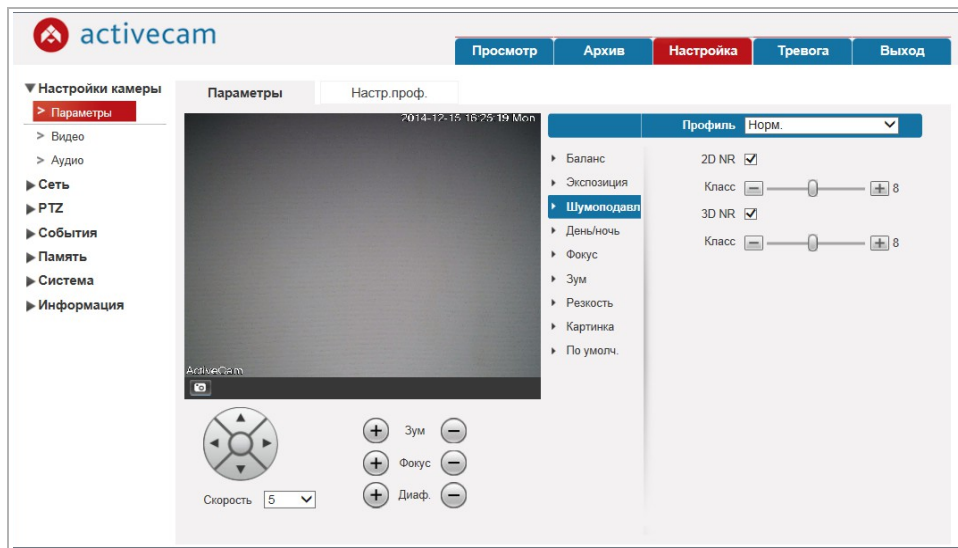 activecam
Просмотр Архив Настройка Тревога Выход
Настройки камеры
> Параметры
> Видео
> Аудио
Сеть
PTZ
События
Память
Система
Информация
Параметры Настр.проф.
2014-12-15 16:25:19 Mon
ActiveCam
Скорость 5
Зум
Фокус
Диаф.
Профиль Норм.
Баланс
Экспозиция
Шумоподавл
День/ночь
Фокус
Зум
Резкость
Картинка
По умолч.
2D NR
Класс 8
3D NR
Класс 8